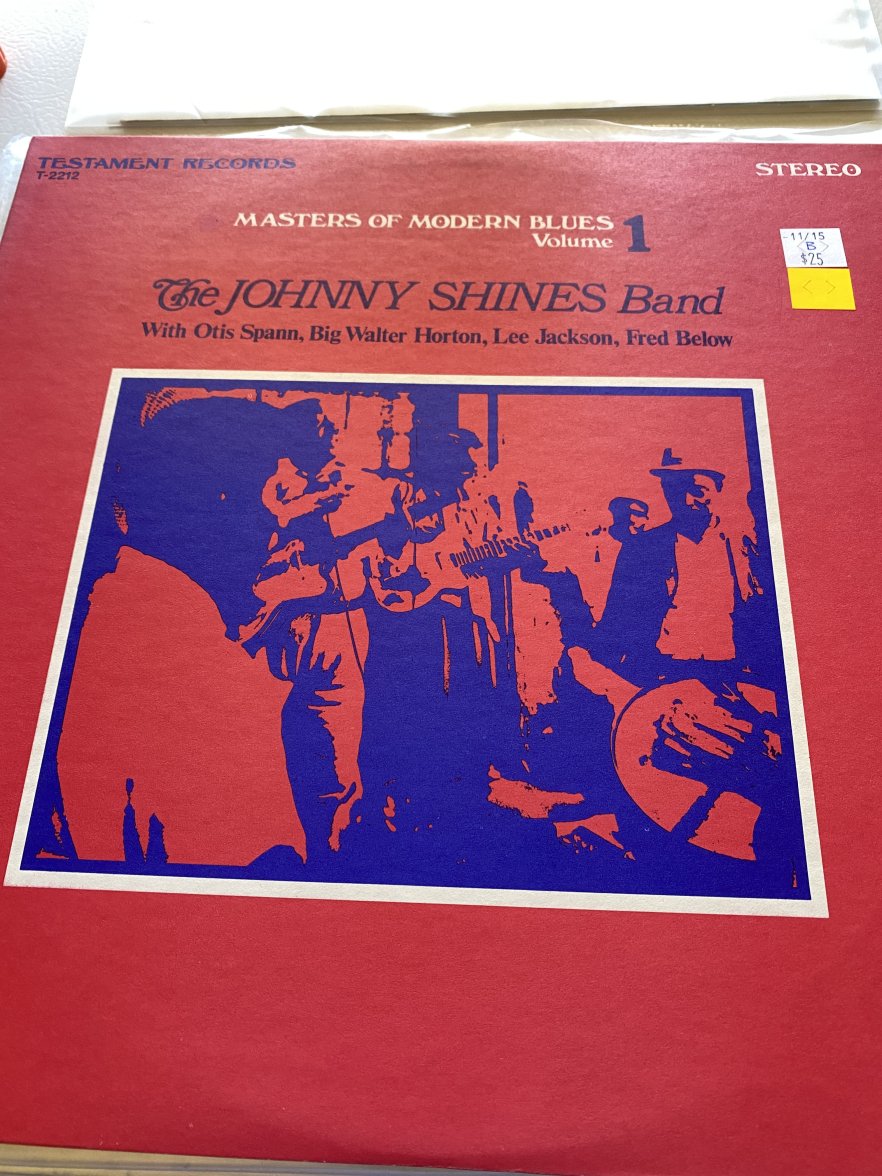 TESTAMENT RECORDS
T-2212
STEREO
MASTERS OF MODERN BLUES
Volume 1
The JOHNNY SHINES Band
With Otis Spann, Big Walter Horton, Lee Jackson, Fred Below
-11/15
B
$25